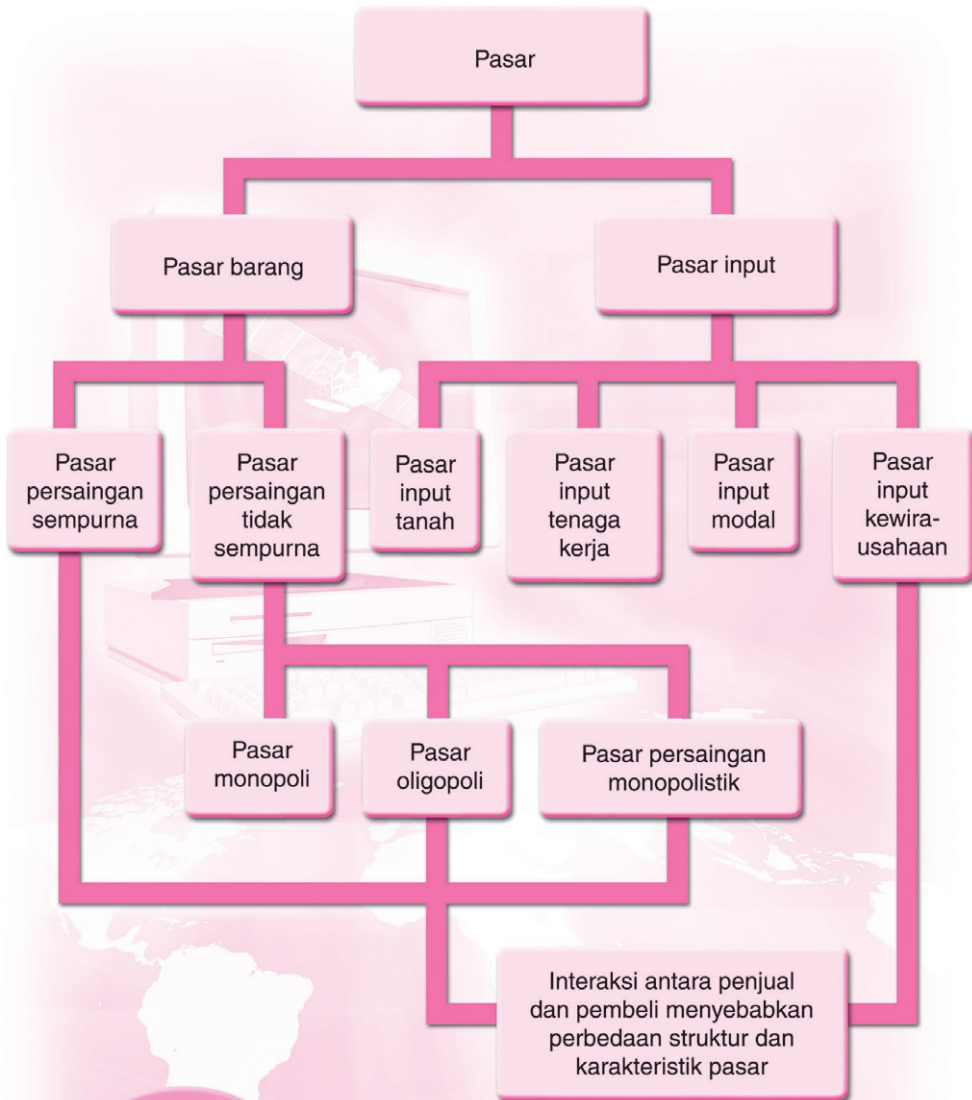 Pasar
Pasar barang
Pasar input
Pasar
persaingan
sempurna
Pasar
persaingan
tidak
sempurna
Pasar
input
tanah
Pasar
input
tenaga
kerja
Pasar
input
modal
Pasar
input
kewira-
usahaan
Pasar
monopoli
Pasar
oligopoli
Pasar persaingan
monopolistik
Interaksi antara penjual
dan pembeli menyebabkan
perbedaan struktur dan
karakteristik pasar